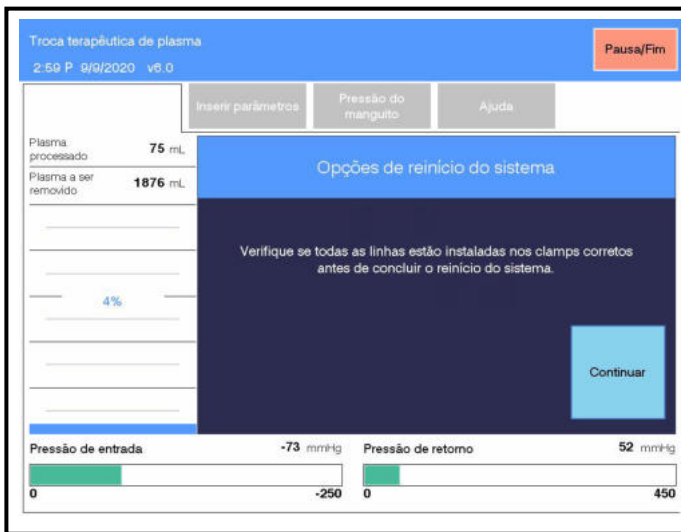 Troca terapêutica de plasma
2:59 P 9/9/2020 v6.0
Pausa/Fim
Inserir parâmetros
Pressão do
manguito
Ajuda
Plasma
processado
75 mL
Plasma a ser
removido
1876 mL
4%
Opções de reinício do sistema
Verifique se todas as linhas estão instaladas nos clamps corretos
antes de concluir o reinício do sistema.
Continuar
Pressão de entrada
-73 mmHg
0
-250
Pressão de retorno
52 mmHg
0
450